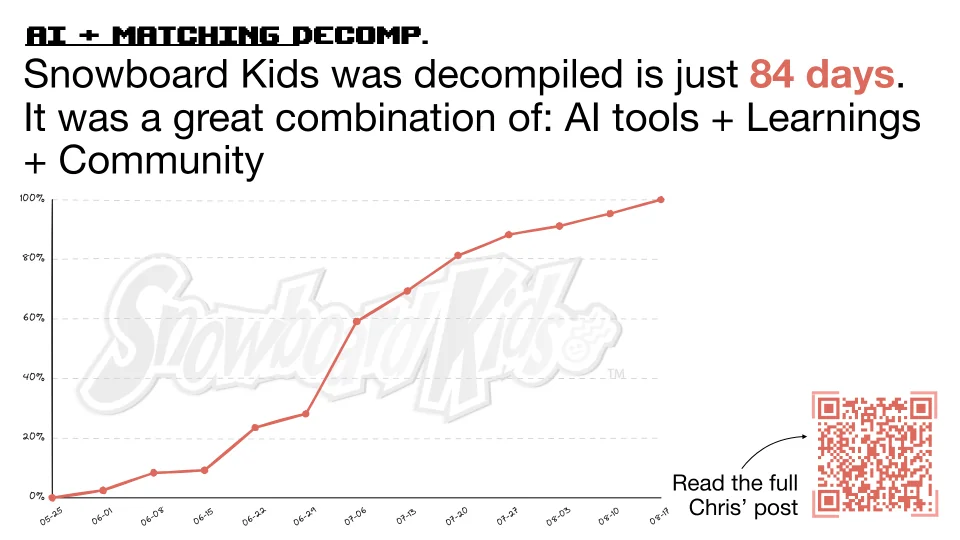 AI + MATCHING DECOMP.
Snowboard Kids was decompiled is just 84 days.
It was a great combination of: AI tools + Learnings
+ Community
100%
80%
60%
40%
20%
0%
Snowboard Kids
TM
05-25
06-01
06-08
06-15
06-22
06-29
07-06
07-13
07-20
07-27
08-03
08-10
08-17
Read the full
Chris' post